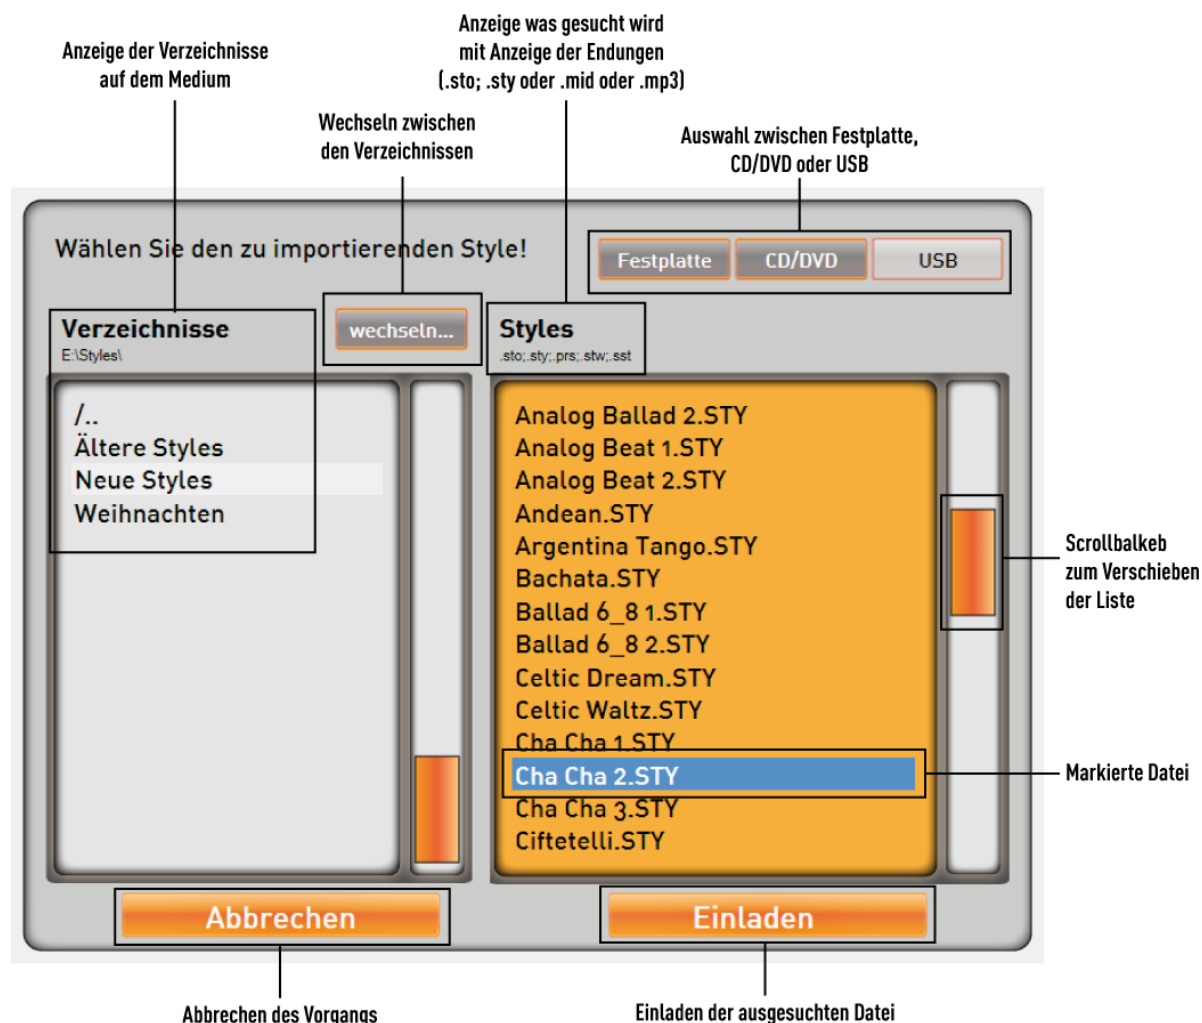 Anzeige was gesucht wird
mit Anzeige der Endungen
(.sto; .sty oder .mid oder .mp3)
Anzeige der Verzeichnisse
auf dem Medium
Wechseln zwischen
den Verzeichnissen
Auswahl zwischen Festplatte,
CD/DVD oder USB
Wählen Sie den zu importierenden Style!
Festplatte
CD/DVD
USB
Verzeichnisse
E:\Styles\
wechseln...
Styles
.sto;.sty;.prs;.stw;.sst
/..
Ältere Styles
Neue Styles
Weihnachten
Analog Ballad 2.STY
Analog Beat 1.STY
Analog Beat 2.STY
Andean.STY
Argentina Tango.STY
Bachata.STY
Ballad 6_8 1.STY
Ballad 6_8 2.STY
Celtic Dream.STY
Celtic Waltz.STY
Cha Cha 1.STY
Cha Cha 2.STY
Cha Cha 3.STY
Ciftetelli.STY
Scrollbalkeb
zum Verschieben
der Liste
Markierte Datei
Abbrechen
Einladen
Abbrechen des Vorgangs
Einladen der ausgesuchten Datei